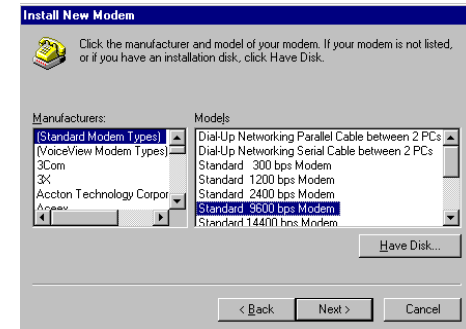 Install New Modem
Click the manufacturer and model of your modem. If your modem is not listed,
or if you have an installation disk, click Have Disk.
Manufacturers:
(Standard Modem Types)
(VoiceView Modem Types)
3Com
3X
Accton Technology Corpor
Models
Dial-Up Networking Parallel Cable between 2 PCs
Dial-Up Networking Serial Cable between 2 PCs
Standard 300 bps Modem
Standard 1200 bps Modem
Standard 2400 bps Modem
Standard 9600 bps Modem
Standard 14400 bps Modem
Have Disk...
< Back
Next >
Cancel